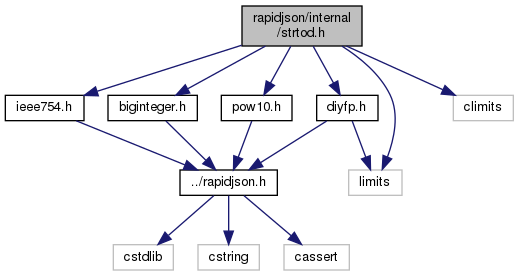 rapidjson/internal
/strtod.h
ieee754.h
biginteger.h
pow10.h
diyfp.h
climits
../rapidjson.h
limits
cstdlib
cstring
cassert